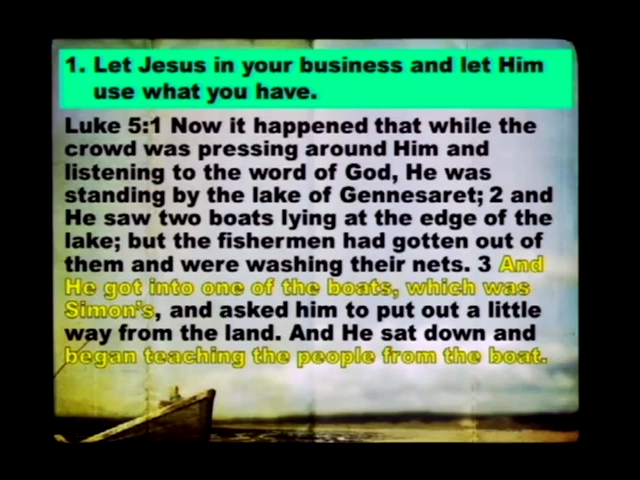 1. Let Jesus in your business and let Him
use what you have.
Luke 5:1 Now it happened that while the
crowd was pressing around Him and
listening to the word of God, He was
standing by the lake of Gennesaret; 2 and
He saw two boats lying at the edge of the
lake; but the fishermen had gotten out of
them and were washing their nets. 3 And
He got into one of the boats, which was
Simon's, and asked him to put out a little
way from the land. And He sat down and
began teaching the people from the boat.